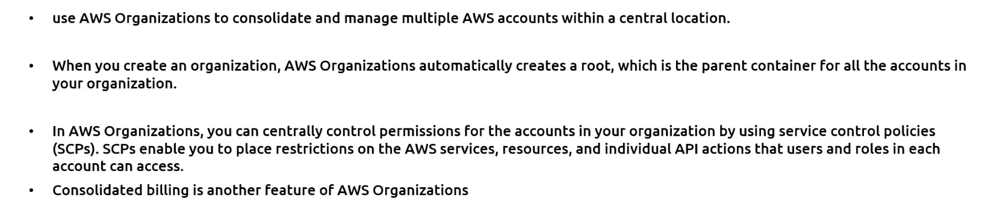 • use AWS Organizations to consolidate and manage multiple AWS accounts within a central location.
• When you create an organization, AWS Organizations automatically creates a root, which is the parent container for all the accounts in
your organization.
• In AWS Organizations, you can centrally control permissions for the accounts in your organization by using service control policies
(SCPs). SCPs enable you to place restrictions on the AWS services, resources, and individual API actions that users and roles in each
account can access.
• Consolidated billing is another feature of AWS Organizations